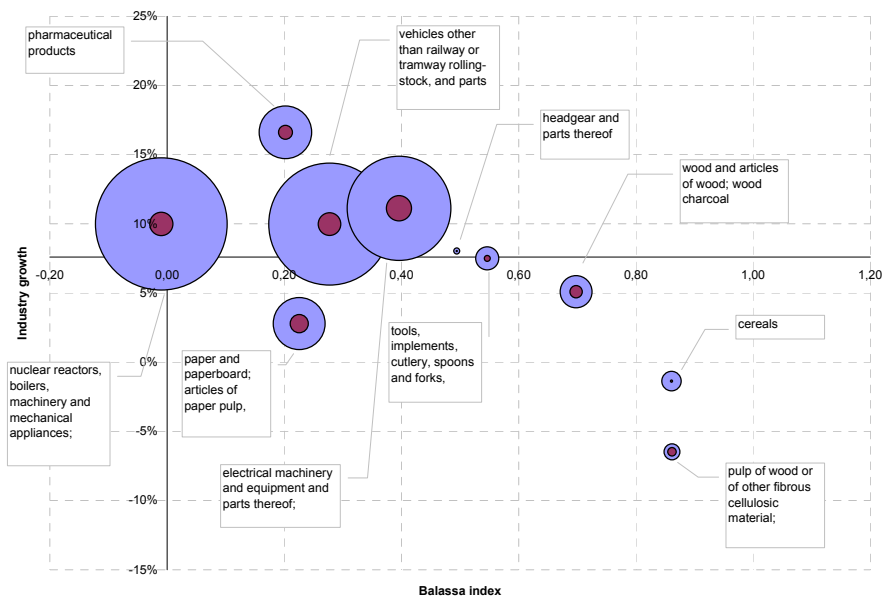 25%
pharmaceutical
products
vehicles other
than railway or
tramway rolling-
stock, and parts
20%
headgear and
parts thereof
15%
wood and articles
of wood; wood
charcoal
10%
Industry growth
-0,20
0,00
0,20
0,40
0,60
0,80
1,00
1,20
5%
nuclear reactors,
boilers,
machinery and
mechanical
appliances;
paper and
paperboard;
articles of
paper pulp,
tools,
implements,
cutlery, spoons
and forks,
cereals
0%
-5%
electrical machinery
and equipment and
parts thereof;
pulp of wood or
of other fibrous
cellulosic
material;
-10%
-15%
Balassa index